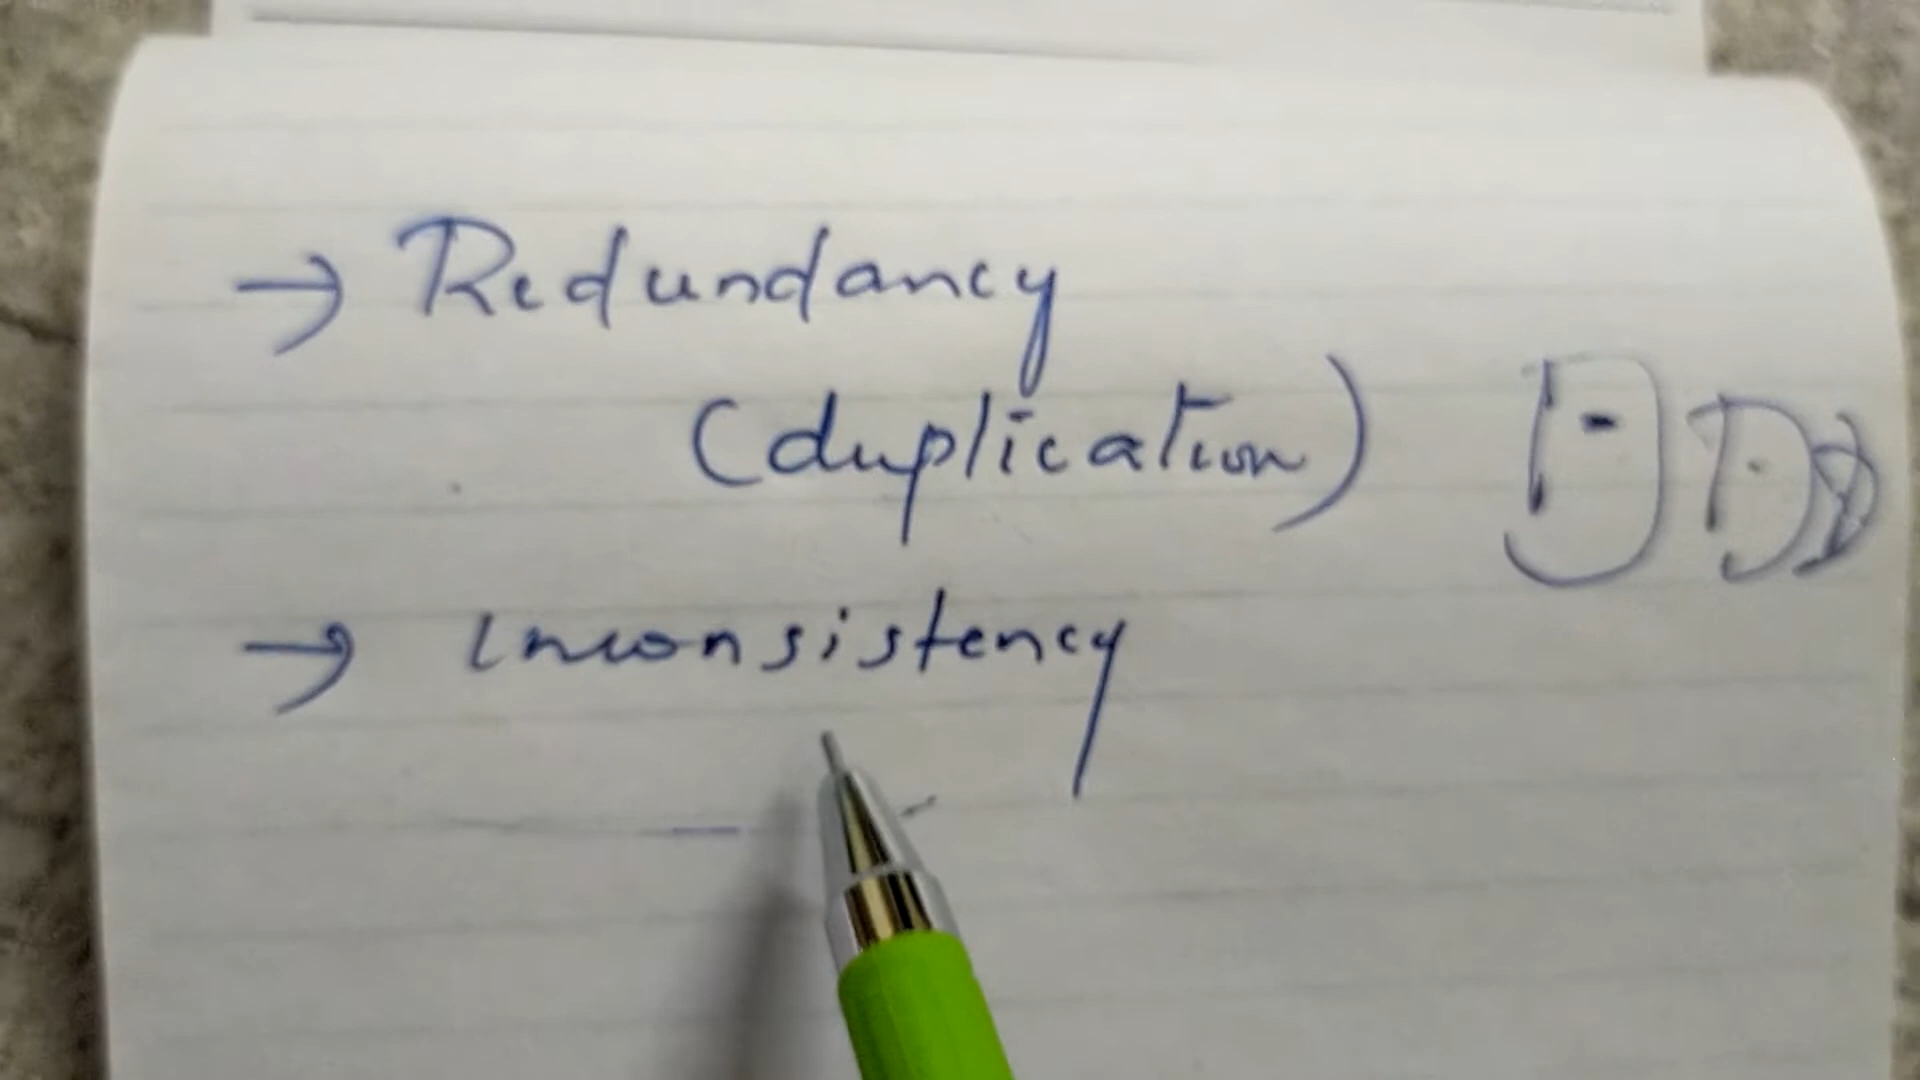 → Redundancy
(duplication)
→ Inconsistency